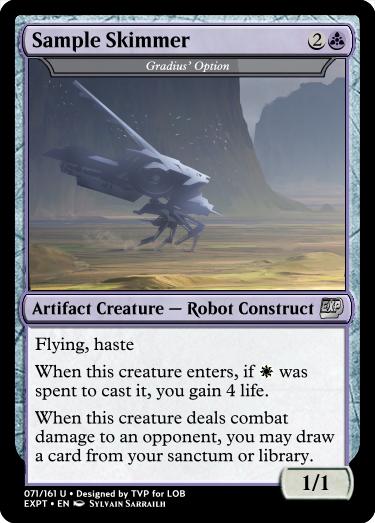 Sample Skimmer 2
Gradius' Option
Artifact Creature — Robot Construct EXP
Flying, haste
When this creature enters, if was
spent to cast it, you gain 4 life.
When this creature deals combat
damage to an opponent, you may draw
a card from your sanctum or library.
1/1
071/161 U • Designed by TVP for LOB
EXPT • EN Sylvain Sarrailh